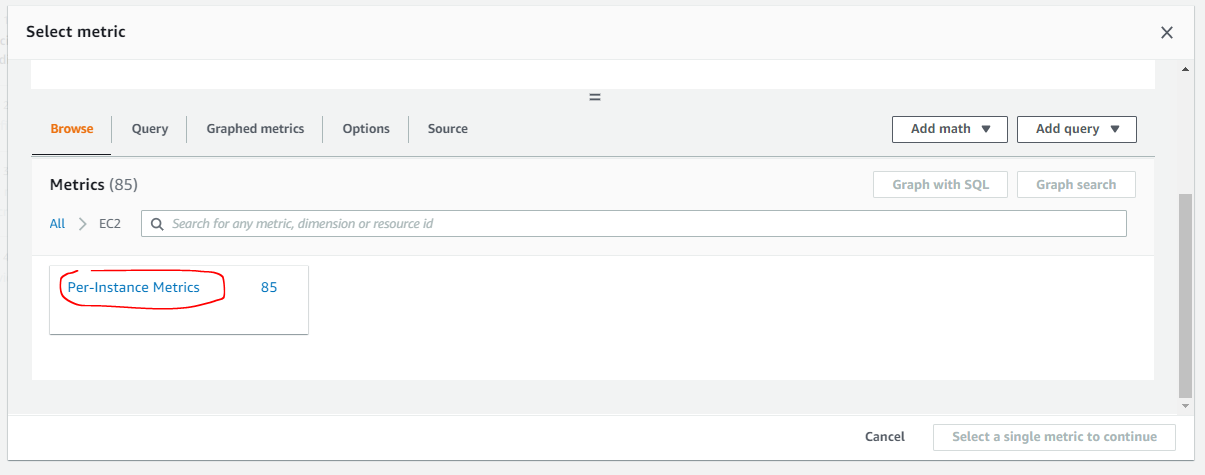 Select metric
Browse Query Graphed metrics Options Source Add math Add query
Metrics (85) Graph with SQL Graph search
All EC2 Search for any metric, dimension or resource id
Per-Instance Metrics 85
Cancel Select a single metric to continue